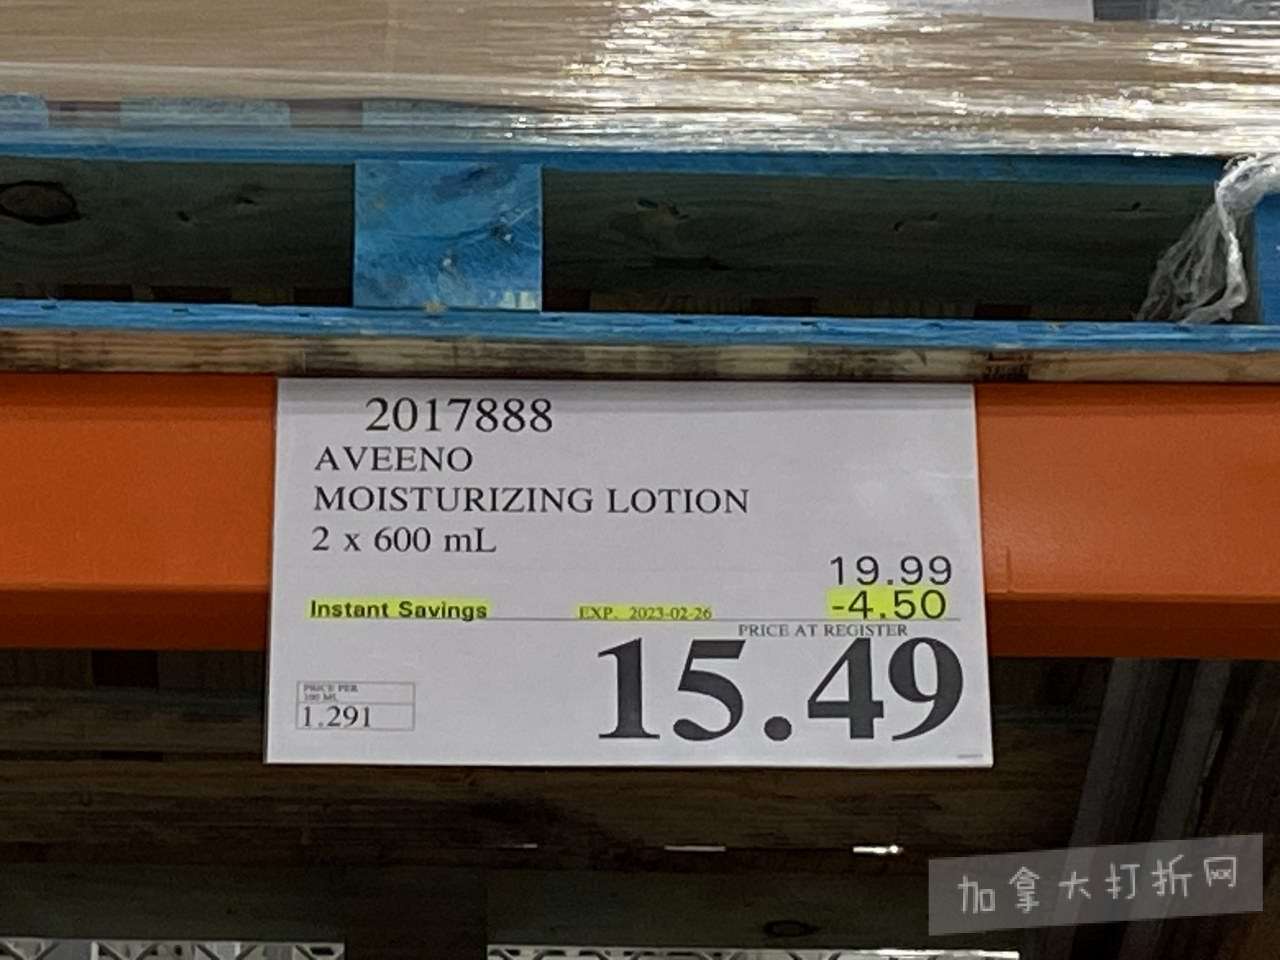 2017888
AVEENO
MOISTURIZING LOTION
2 x 600 mL
19.99
Instant Savings EXP. 2023-02-26 -4.50
PRICE AT REGISTER
15.49
PRICE PER
100 ML
1.291
加拿大打折网